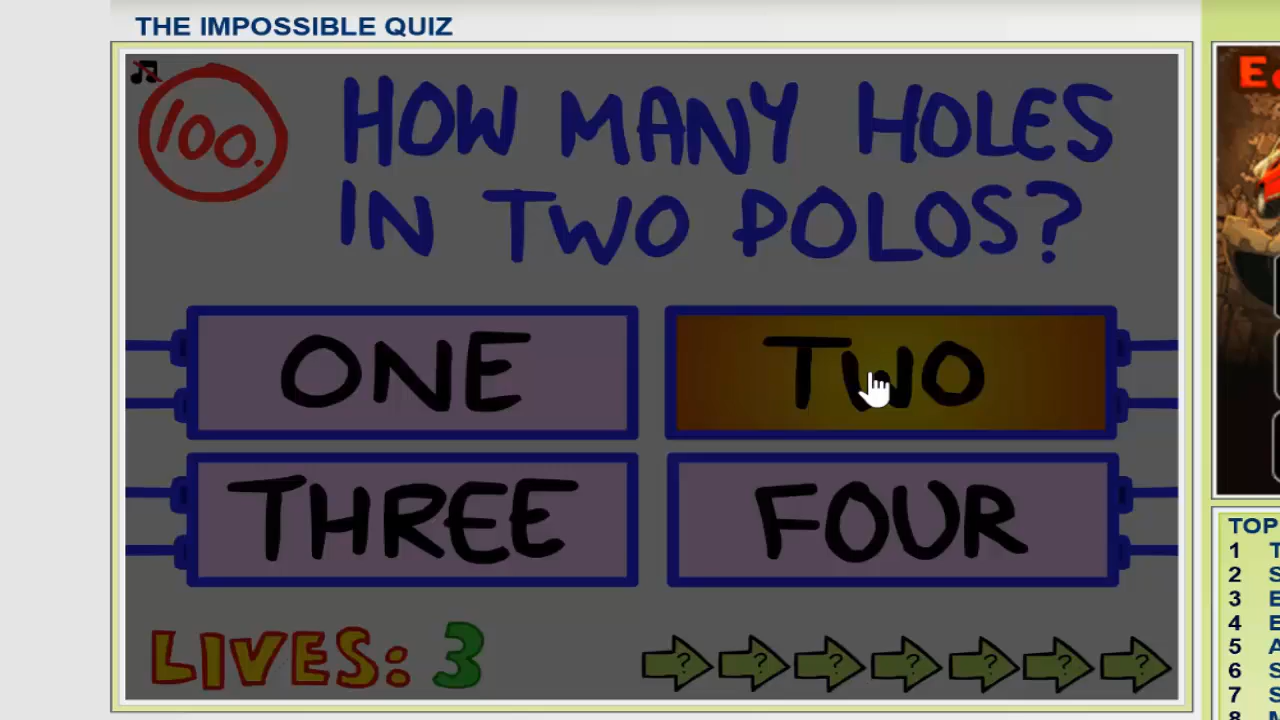 THE IMPOSSIBLE QUIZ
100.
HOW MANY HOLES
IN TWO POLOS?
ONE
TWO
THREE
FOUR
LIVES: 3
? ? ? ? ? ? ?
TOP
1
2
3
4
5
6
7
8